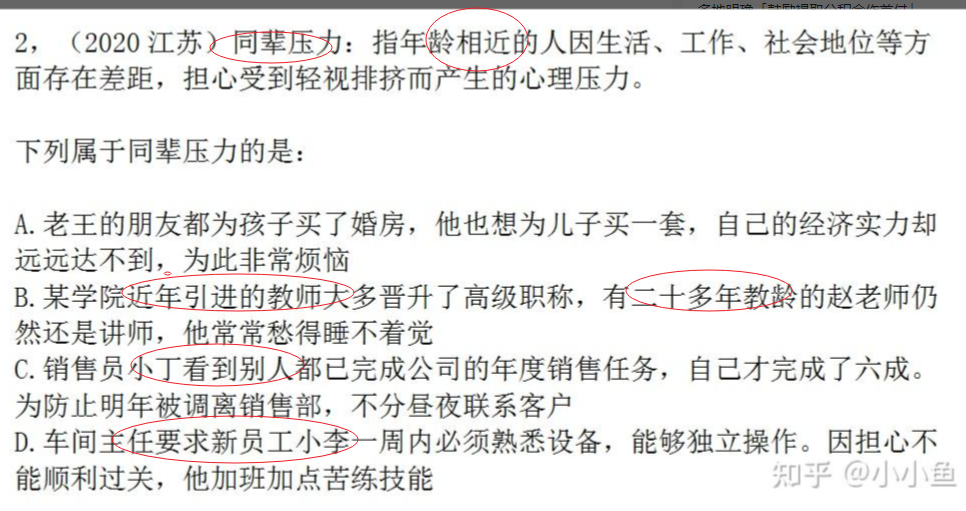 2，（2020江苏）同辈压力：指年龄相近的人因生活、工作、社会地位等方
面存在差距，担心受到轻视排挤而产生的心理压力。
下列属于同辈压力的是：
A.老王的朋友都为孩子买了婚房，他也想为儿子买一套，自己的经济实力却
远远达不到，为此非常烦恼
B.某学院近年引进的教师大多晋升了高级职称，有二十多年教龄的赵老师仍
然还是讲师，他常常愁得睡不着觉
C.销售员小丁看到别人都已完成公司的年度销售任务，自己才完成了六成。
为防止明年被调离销售部，不分昼夜联系客户
D.车间主任要求新员工小李一周内必须熟悉设备，能够独立操作。因担心不
能顺利过关，他加班加点苦练技能
知乎 @小小鱼